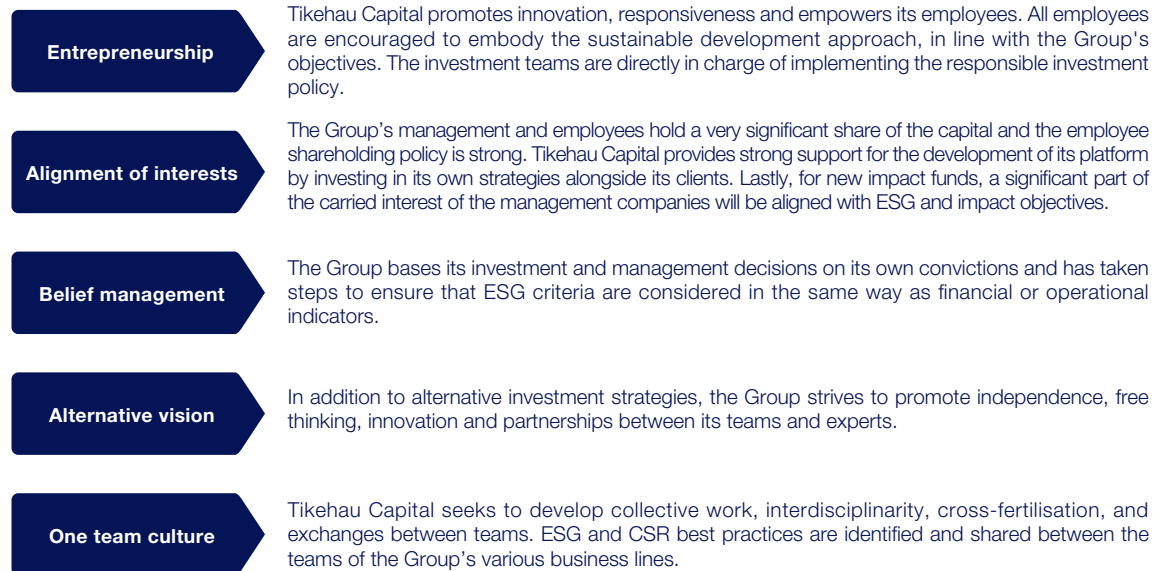 Entrepreneurship
Tikehau Capital promotes innovation, responsiveness and empowers its employees. All employees
are encouraged to embody the sustainable development approach, in line with the Group's
objectives. The investment teams are directly in charge of implementing the responsible investment
policy.
Alignment of interests
The Group’s management and employees hold a very significant share of the capital and the employee
shareholding policy is strong. Tikehau Capital provides strong support for the development of its platform
by investing in its own strategies alongside its clients. Lastly, for new impact funds, a significant part of
the carried interest of the management companies will be aligned with ESG and impact objectives.
Belief management
The Group bases its investment and management decisions on its own convictions and has taken
steps to ensure that ESG criteria are considered in the same way as financial or operational
indicators.
Alternative vision
In addition to alternative investment strategies, the Group strives to promote independence, free
thinking, innovation and partnerships between its teams and experts.
One team culture
Tikehau Capital seeks to develop collective work, interdisciplinarity, cross-fertilisation, and
exchanges between teams. ESG and CSR best practices are identified and shared between the
teams of the Group’s various business lines.